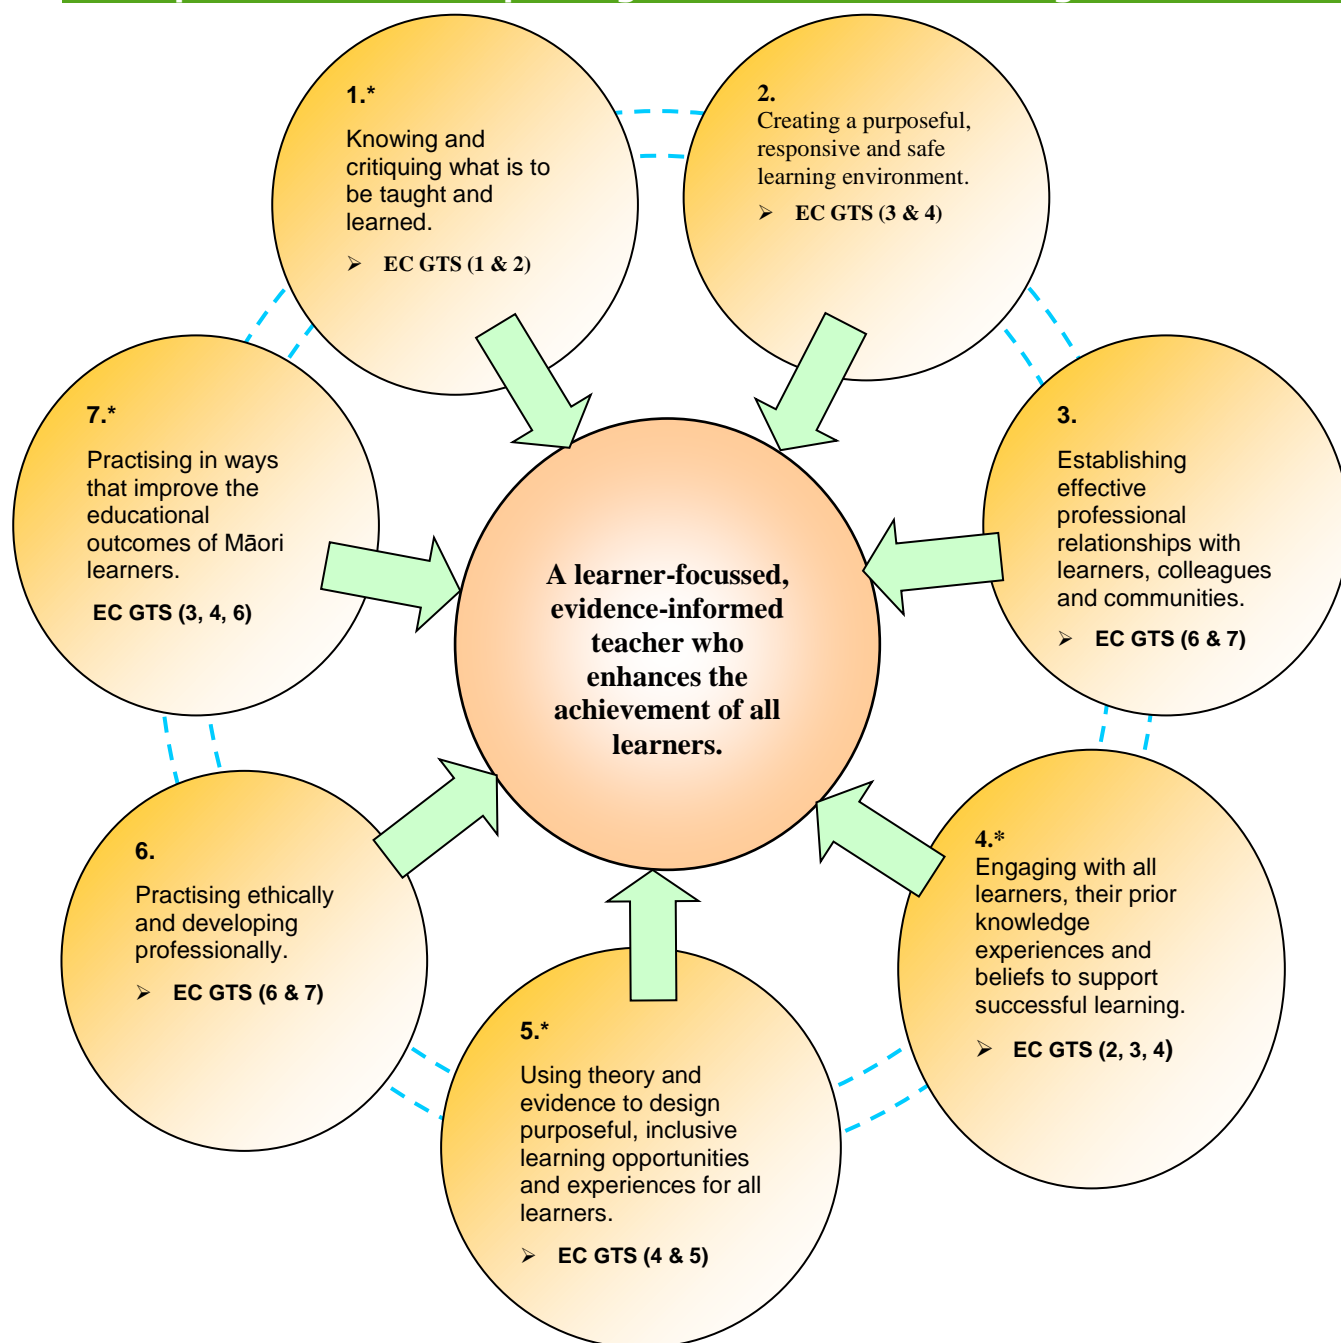 1.*
Knowing and
critiquing what is to
be taught and
learned.
➢ EC GTS (1 & 2)
2.
Creating a purposeful,
responsive and safe
learning environment.
➢ EC GTS (3 & 4)
3.
Establishing
effective
professional
relationships with
learners, colleagues
and communities.
➢ EC GTS (6 & 7)
4.*
Engaging with all
learners, their prior
knowledge
experiences and
beliefs to support
successful learning.
➢ EC GTS (2, 3, 4)
5.*
Using theory and
evidence to design
purposeful, inclusive
learning opportunities
and experiences for all
learners.
➢ EC GTS (4 & 5)
6.
Practising ethically
and developing
professionally.
➢ EC GTS (6 & 7)
7.*
Practising in ways
that improve the
educational
outcomes of Māori
learners.
EC GTS (3, 4, 6)
A learner-focussed,
evidence-informed
teacher who
enhances the
achievement of all
learners.